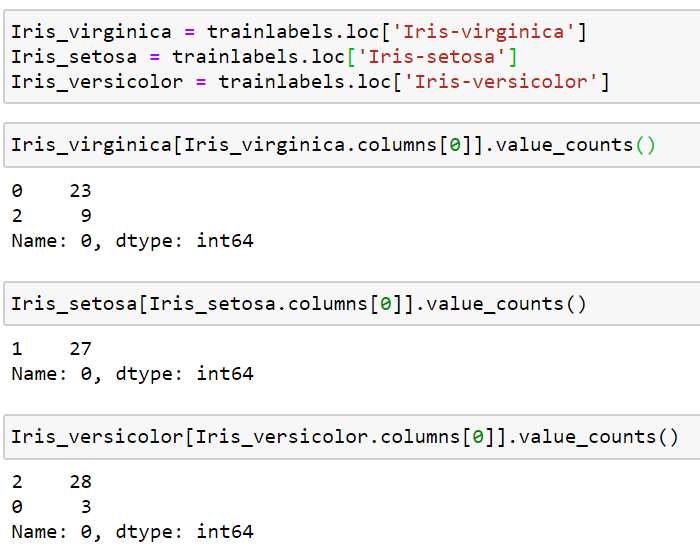 Iris_virginica = trainlabels.loc['Iris-virginica']
Iris_setosa = trainlabels.loc['Iris-setosa']
Iris_versicolor = trainlabels.loc['Iris-versicolor']
Iris_virginica[Iris_virginica.columns[0]].value_counts()
0    23
2     9
Name: 0, dtype: int64
Iris_setosa[Iris_setosa.columns[0]].value_counts()
1    27
Name: 0, dtype: int64
Iris_versicolor[Iris_versicolor.columns[0]].value_counts()
2    28
0     3
Name: 0, dtype: int64